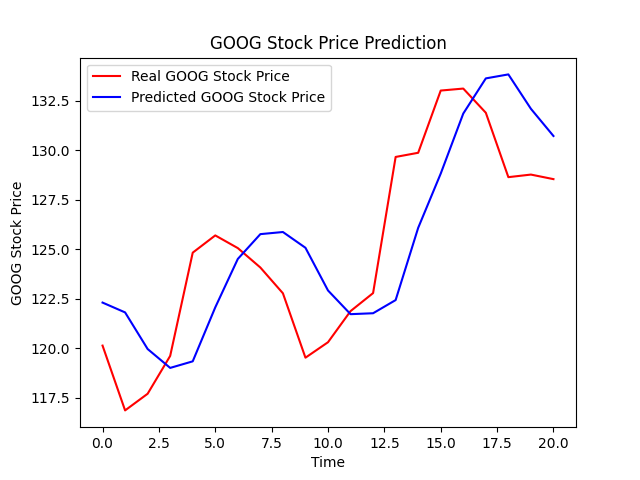 GOOG Stock Price Prediction
Real GOOG Stock Price
Predicted GOOG Stock Price
GOOG Stock Price
132.5
130.0
127.5
125.0
122.5
120.0
117.5
0.0 2.5 5.0 7.5 10.0 12.5 15.0 17.5 20.0
Time